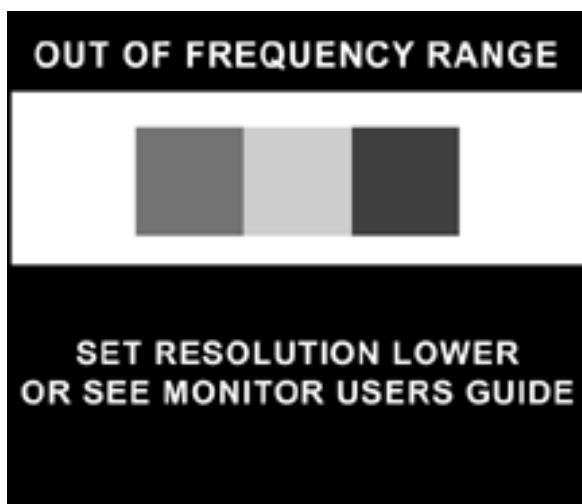 OUT OF FREQUENCY RANGE
SET RESOLUTION LOWER
OR SEE MONITOR USERS GUIDE